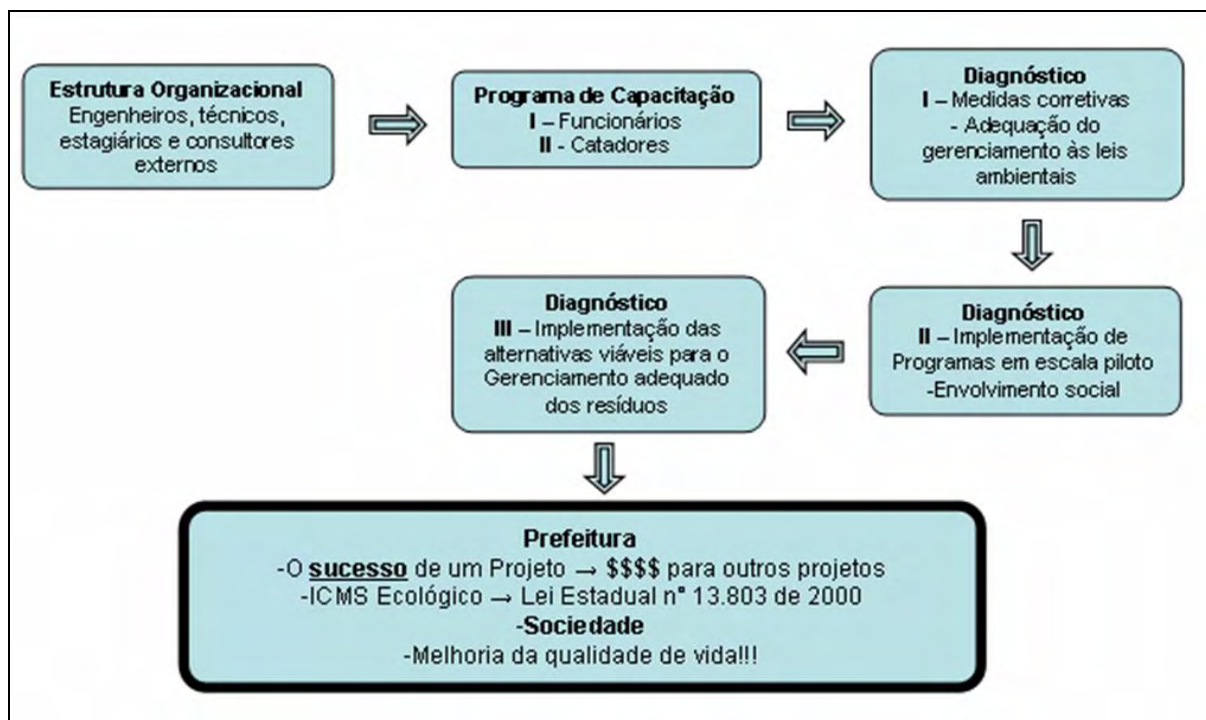 Estrutura Organizacional
Engenheiros, técnicos,
estagiários e consultores
externos
Programa de Capacitação
I – Funcionários
II - Catadores
Diagnóstico
I – Medidas corretivas
- Adequação do
gerenciamento às leis
ambientais
Diagnóstico
II – Implementação de
Programas em escala piloto
-Envolvimento social
Diagnóstico
III – Implementação das
alternativas viáveis para o
Gerenciamento adequado
dos resíduos
Prefeitura
-O sucesso de um Projeto → $$$$ para outros projetos
-ICMS Ecológico → Lei Estadual n° 13.803 de 2000
-Sociedade
-Melhoria da qualidade de vida!!!